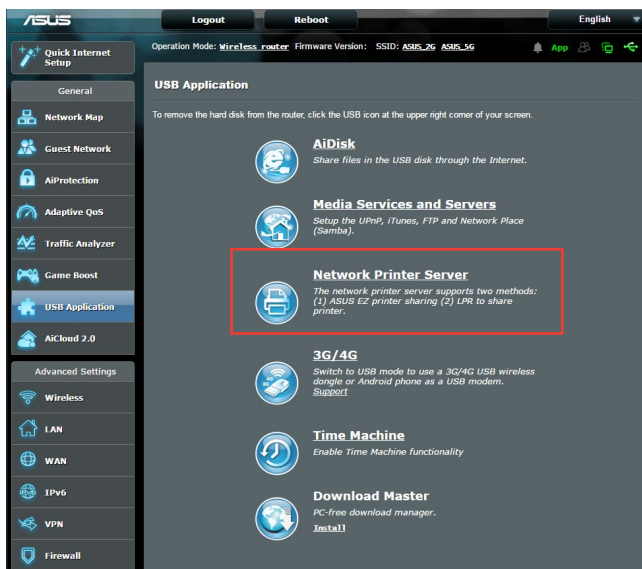 ASUS
Logout
Reboot
English
Quick Internet
Setup
Operation Mode: Wireless router Firmware Version: SSID: ASUS_2G ASUS_5G
App
General
Network Map
Guest Network
AiProtection
Adaptive QoS
Traffic Analyzer
Game Boost
USB Application
AiCloud 2.0
Advanced Settings
Wireless
LAN
WAN
IPv6
VPN
Firewall
USB Application
To remove the hard disk from the router, click the USB icon at the upper right corner of your screen.
AiDisk
Share files in the USB disk through the Internet.
Media Services and Servers
Setup the UPnP, iTunes, FTP and Network Place
(Samba).
Network Printer Server
The network printer server supports two methods:
(1) ASUS EZ printer sharing (2) LPR to share
printer.
3G/4G
Switch to USB mode to use a 3G/4G USB wireless
dongle or Android phone as a USB modem.
Support
Time Machine
Enable Time Machine functionality
Download Master
PC-free download manager.
Install